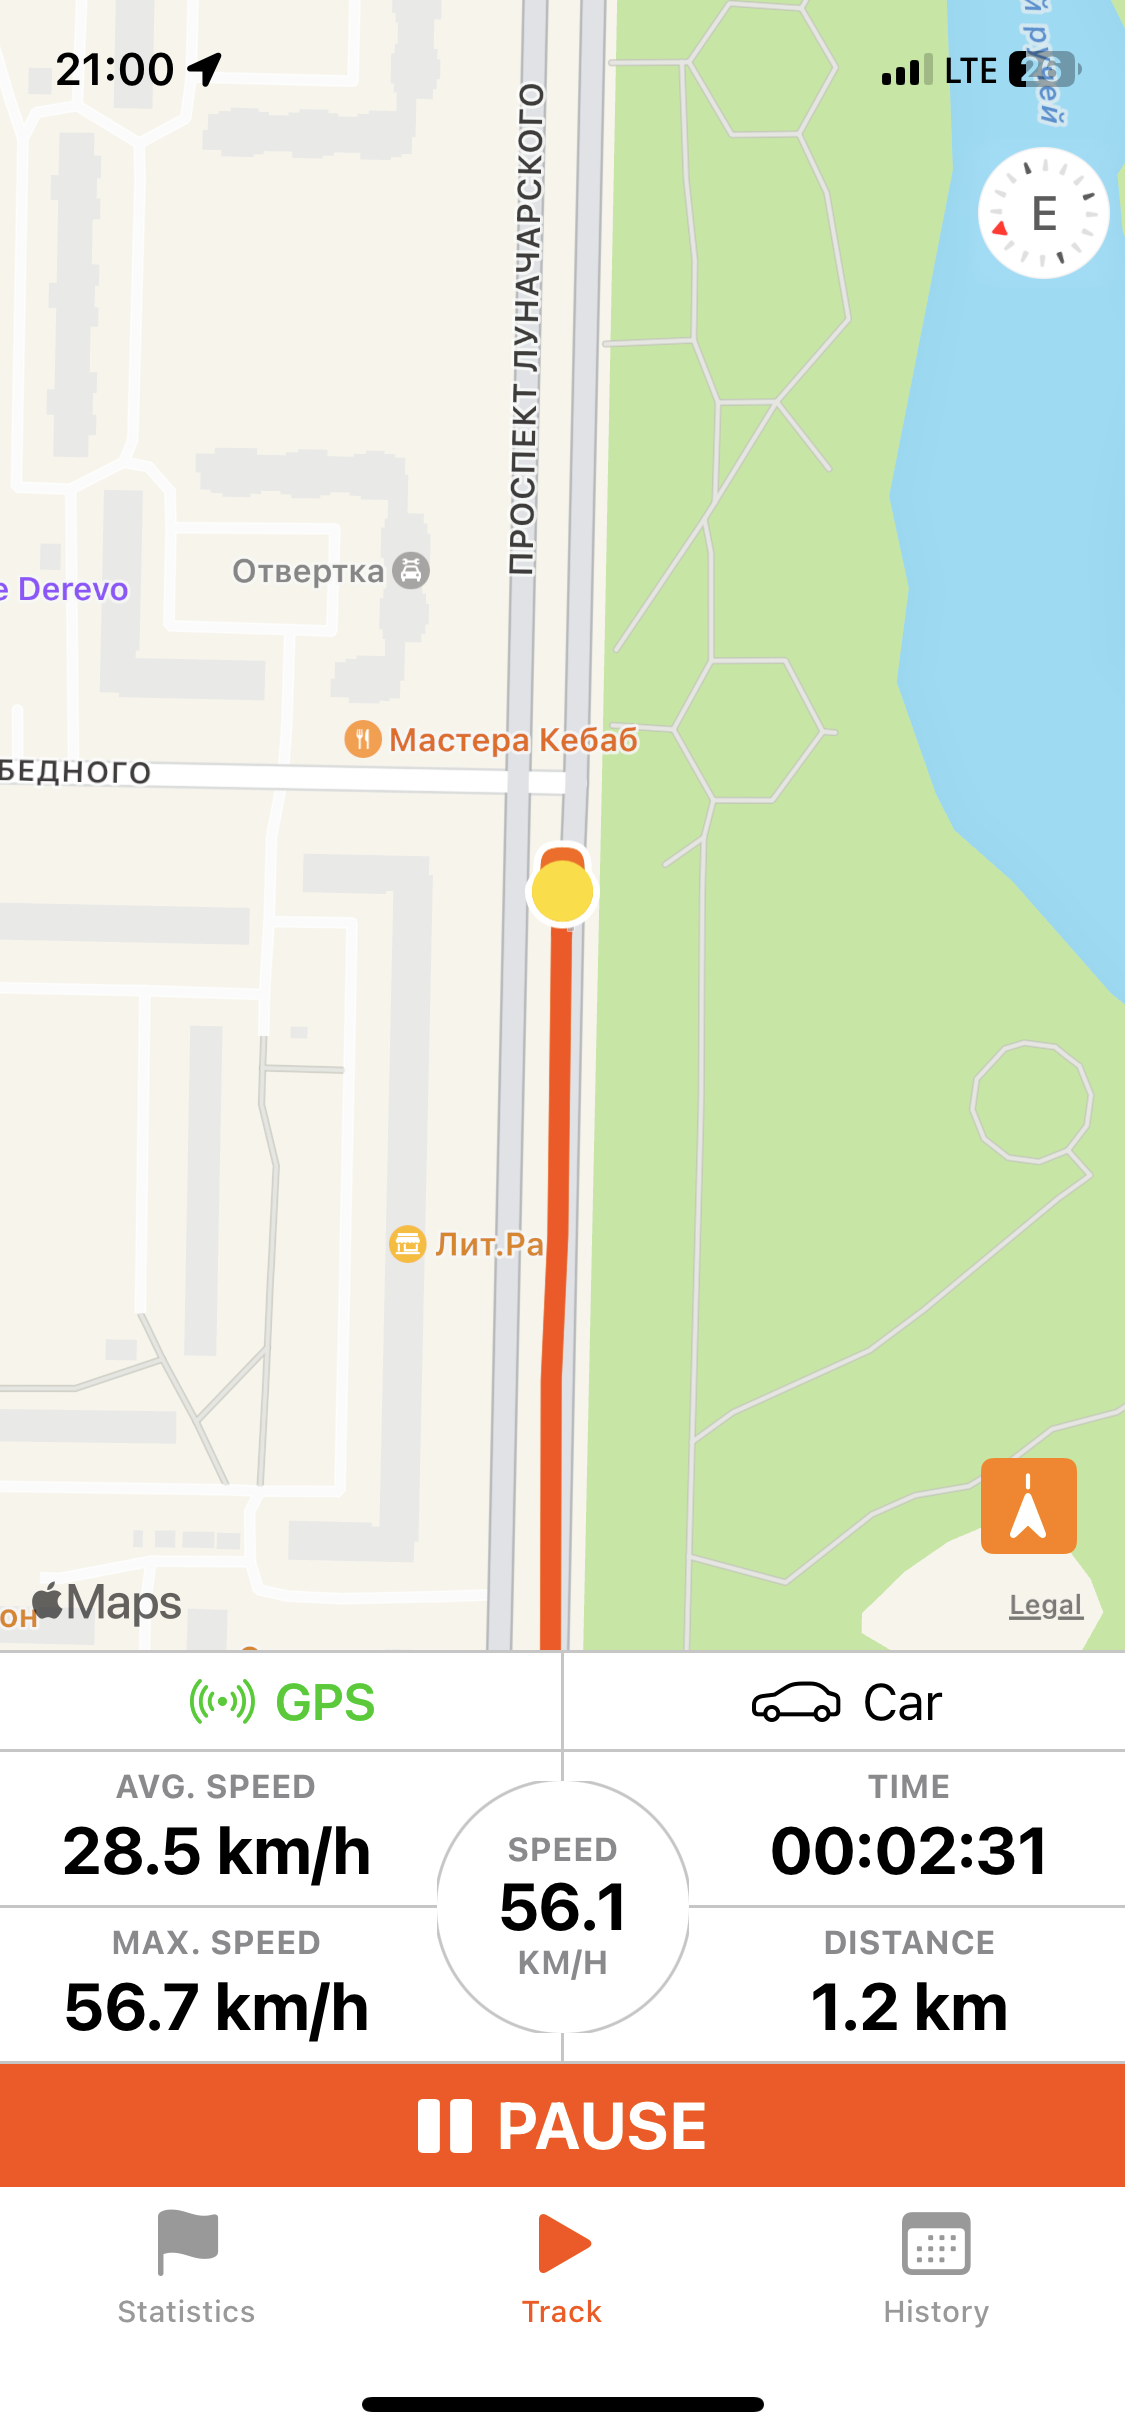 21:00
LTE
26
й ручей
E
ПРОСПЕКТ ЛУНАЧАРСКОГО
Отвертка
e Derevo
Мастера Кебаб
БЕДНОГО
Лит.Ра
он
Maps
Legal
GPS
Car
AVG. SPEED
28.5 km/h
TIME
00:02:31
SPEED
56.1
KM/H
MAX. SPEED
56.7 km/h
DISTANCE
1.2 km
PAUSE
Statistics
Track
History